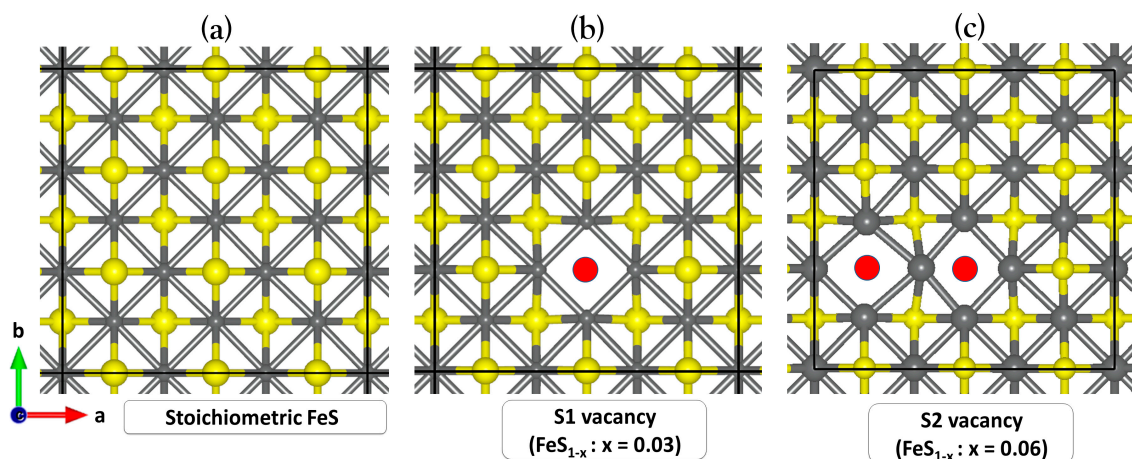 (a)
(b)
(c)
b
c
a
Stoichiometric FeS
S1 vacancy
(FeS₁₋ₓ : x = 0.03)
S2 vacancy
(FeS₁₋ₓ : x = 0.06)